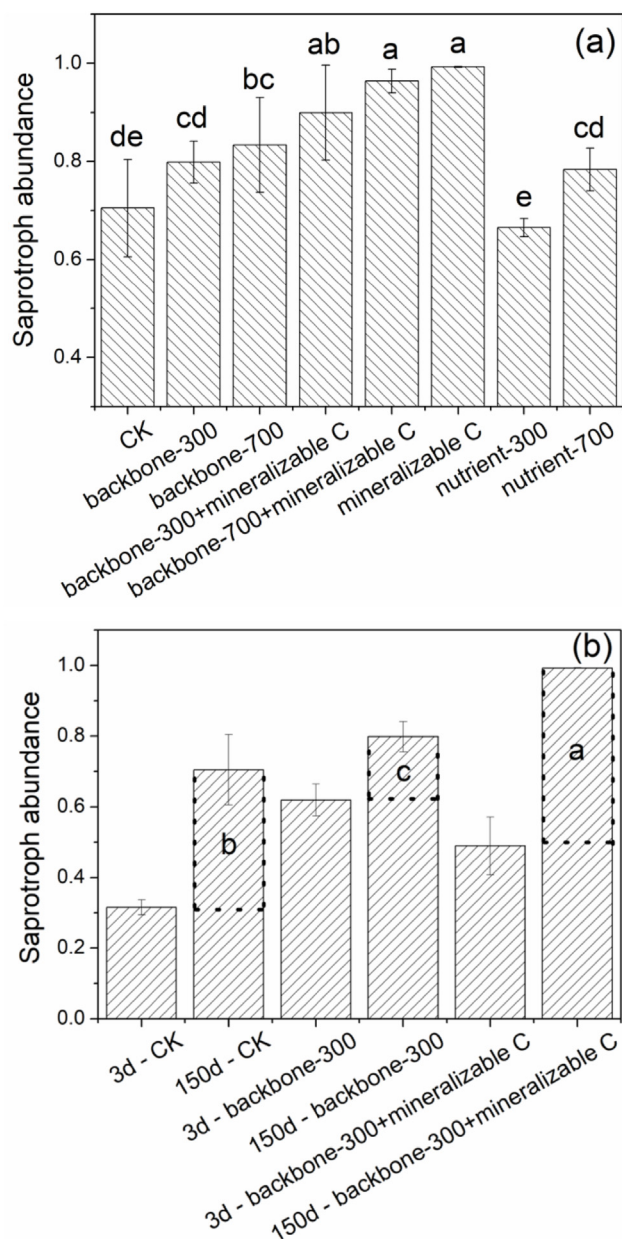 (a)
Saprotroph abundance
1.0
0.8
0.6
0.4
de
cd
bc
ab
a
a
e
cd
CK
backbone-300
backbone-700
backbone-300+mineralizable C
backbone-700+mineralizable C
mineralizable C
nutrient-300
nutrient-700
(b)
Saprotroph abundance
1.0
0.8
0.6
0.4
0.2
0.0
b
c
a
3d - CK
150d - CK
3d - backbone-300
150d - backbone-300
3d - backbone-300+mineralizable C
150d - backbone-300+mineralizable C